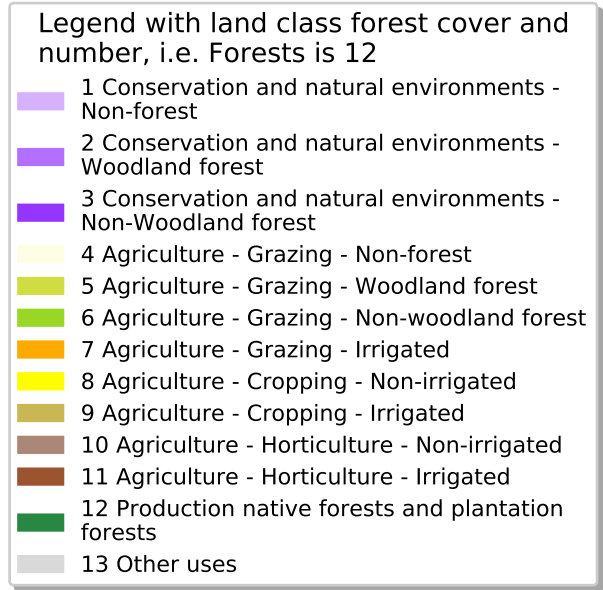 Legend with land class forest cover and
number, i.e. Forests is 12
1 Conservation and natural environments -
Non-forest
2 Conservation and natural environments -
Woodland forest
3 Conservation and natural environments -
Non-Woodland forest
4 Agriculture - Grazing - Non-forest
5 Agriculture - Grazing - Woodland forest
6 Agriculture - Grazing - Non-woodland forest
7 Agriculture - Grazing - Irrigated
8 Agriculture - Cropping - Non-irrigated
9 Agriculture - Cropping - Irrigated
10 Agriculture - Horticulture - Non-irrigated
11 Agriculture - Horticulture - Irrigated
12 Production native forests and plantation
forests
13 Other uses